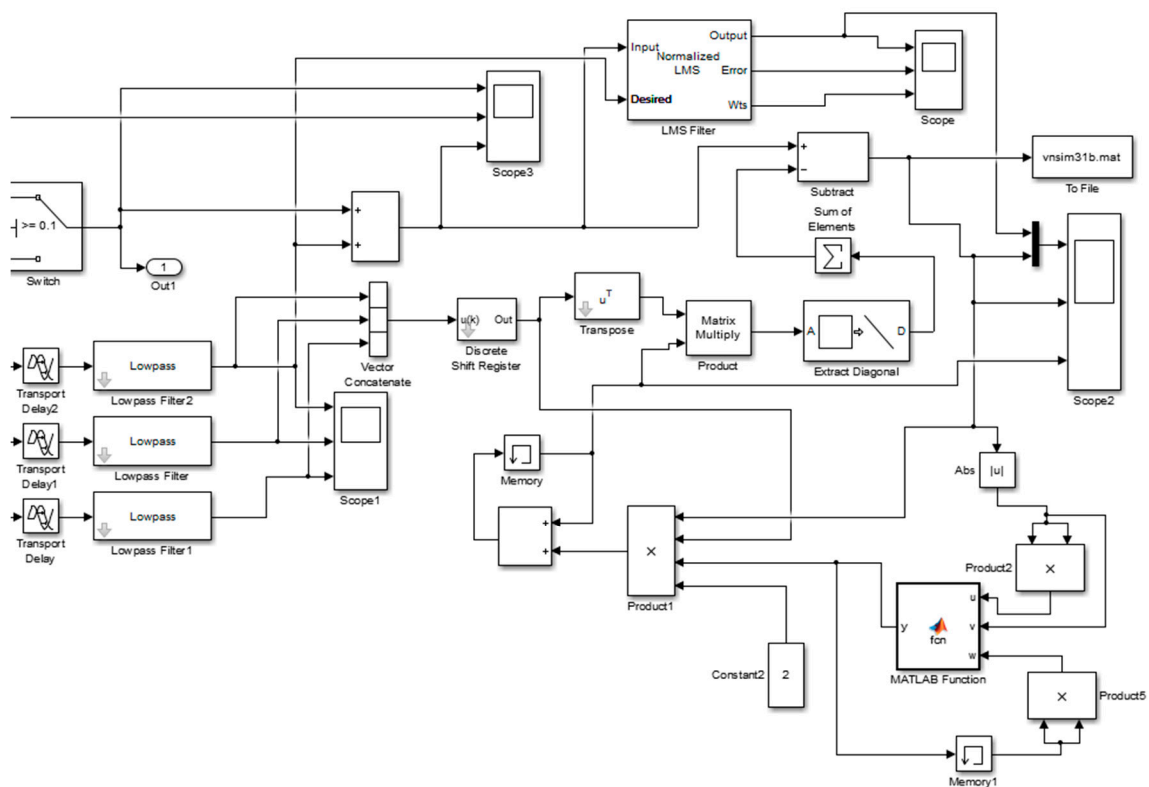 Input
Normalized
LMS
Desired
Output
Error
Wts
LMS Filter
Scope
Scope3
+
−
Subtract
vnsim31b.mat
To File
>= 0.1
Switch
1
Out1
+
+
Sum of
Elements
Σ
Scope2
Vector
Concatenate
u(k) Out
Discrete
Shift Register
uT
Transpose
Matrix
Multiply
Product
A D
Extract Diagonal
Transport
Delay2
Lowpass
Lowpass Filter2
Transport
Delay1
Lowpass
Lowpass Filter
Transport
Delay
Lowpass
Lowpass Filter1
Scope1
Memory
+
+
×
Product1
Constant2
2
Abs
|u|
Product2
×
u
v
w
y
fcn
MATLAB Function
×
Product5
Memory1